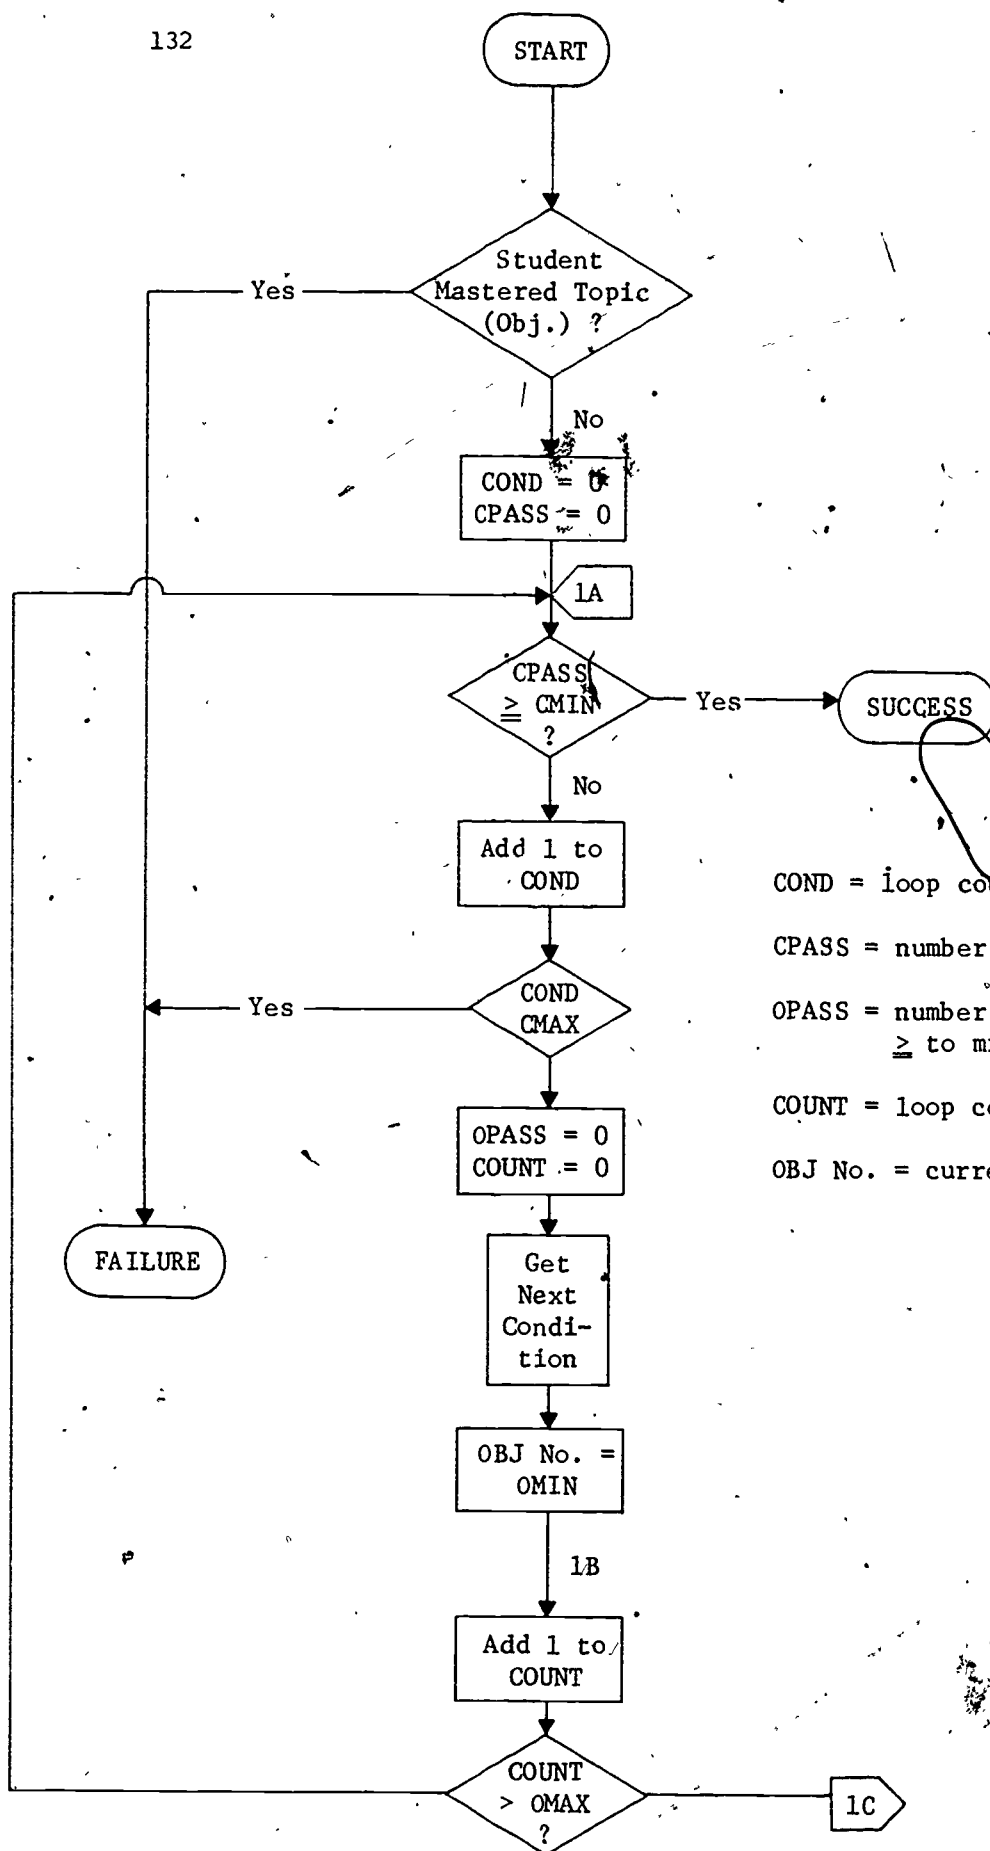 132
START
Student
Mastered Topic
(Obj.) ?
Yes
No
COND = 0
CPASS = 0
1A
CPASS
≥ CMIN
?
Yes
SUCCESS
No
Add 1 to
COND
COND = loop
CPASS = number
COND
CMAX
Yes
OPASS = number
≥ to
COUNT = loop
OPASS = 0
COUNT = 0
OBJ No. =
FAILURE
Get
Next
Condi-
tion
OBJ No. =
OMIN
1B
Add 1 to
COUNT
COUNT
> OMAX
?
1C